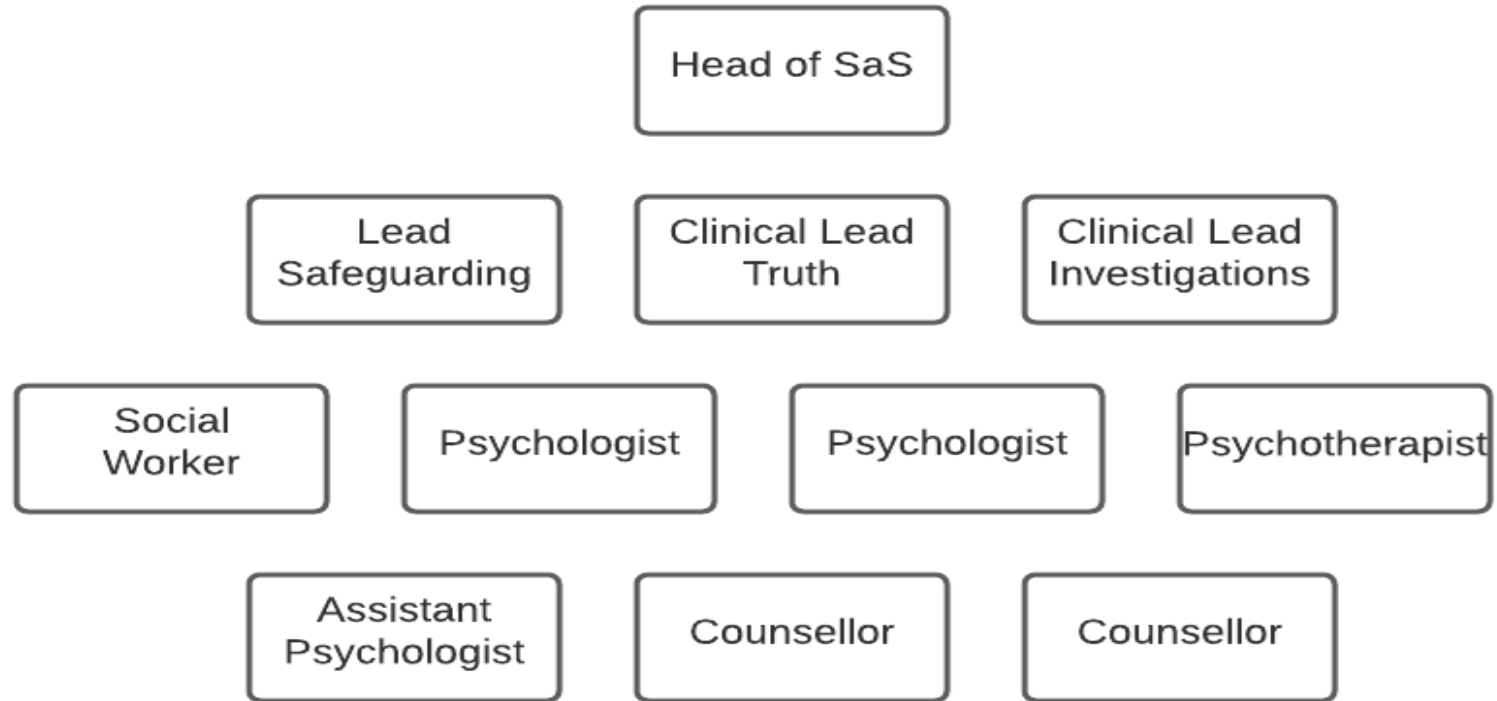 Head of SaS
Lead
Safeguarding
Clinical Lead
Truth
Clinical Lead
Investigations
Social
Worker
Psychologist
Psychologist
Psychotherapist
Assistant
Psychologist
Counsellor
Counsellor